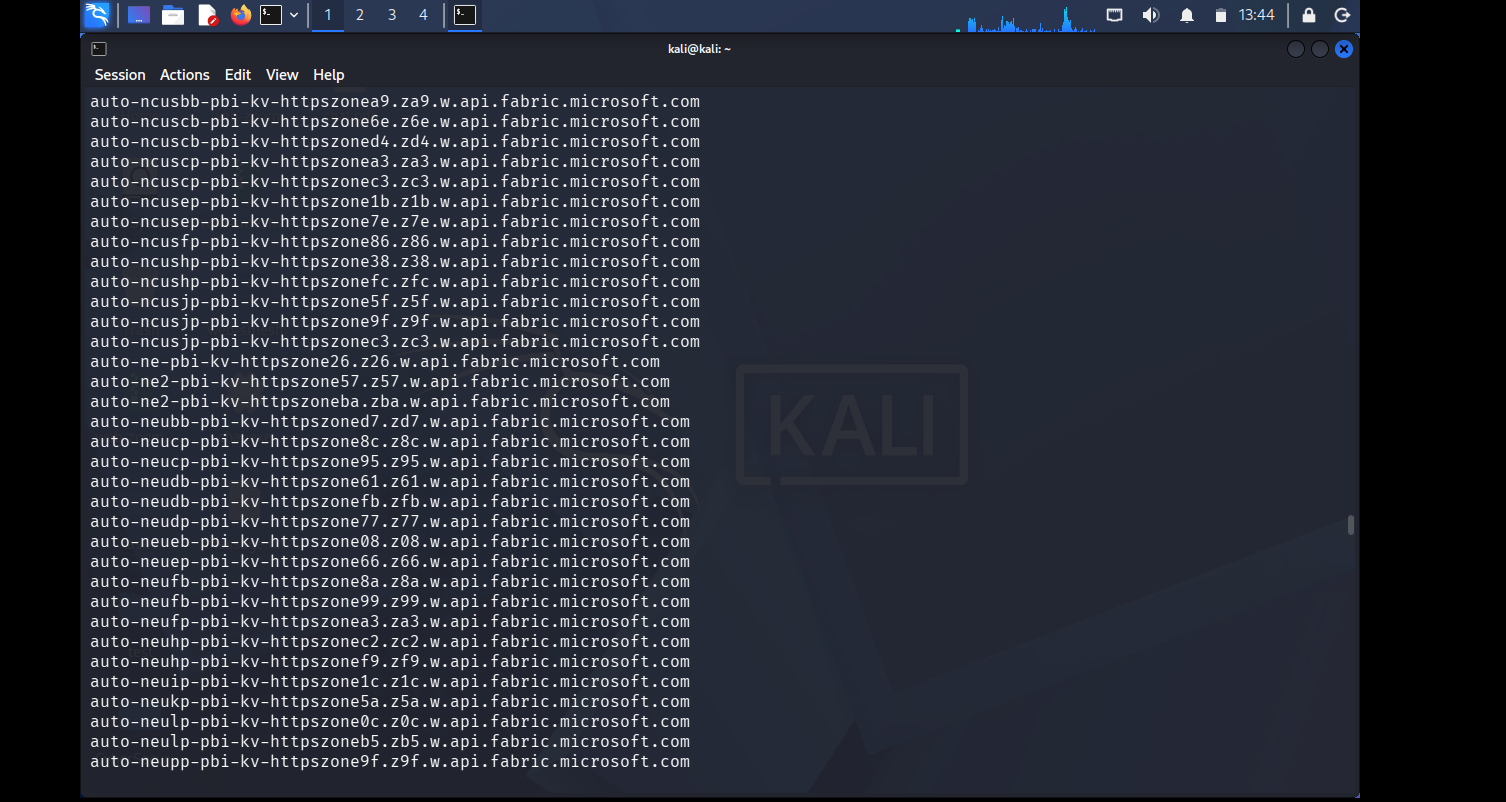 1 2 3 4 13:44
kali@kali: ~
Session Actions Edit View Help
auto-ncusbb-pbi-kv-httpszonea9.za9.w.api.fabric.microsoft.com
auto-ncuscb-pbi-kv-httpszone6e.z6e.w.api.fabric.microsoft.com
auto-ncuscb-pbi-kv-httpszoned4.zd4.w.api.fabric.microsoft.com
auto-ncuscp-pbi-kv-httpszonea3.za3.w.api.fabric.microsoft.com
auto-ncuscp-pbi-kv-httpszonec3.zc3.w.api.fabric.microsoft.com
auto-ncusep-pbi-kv-httpszone1b.z1b.w.api.fabric.microsoft.com
auto-ncusep-pbi-kv-httpszone7e.z7e.w.api.fabric.microsoft.com
auto-ncusfp-pbi-kv-httpszone86.z86.w.api.fabric.microsoft.com
auto-ncushp-pbi-kv-httpszone38.z38.w.api.fabric.microsoft.com
auto-ncushp-pbi-kv-httpszonefc.zfc.w.api.fabric.microsoft.com
auto-ncusjp-pbi-kv-httpszone5f.z5f.w.api.fabric.microsoft.com
auto-ncusjp-pbi-kv-httpszone9f.z9f.w.api.fabric.microsoft.com
auto-ncusjp-pbi-kv-httpszonec3.zc3.w.api.fabric.microsoft.com
auto-ne-pbi-kv-httpszone26.z26.w.api.fabric.microsoft.com
auto-ne2-pbi-kv-httpszone57.z57.w.api.fabric.microsoft.com
auto-ne2-pbi-kv-httpszoneba.zba.w.api.fabric.microsoft.com
auto-neubb-pbi-kv-httpszoned7.zd7.w.api.fabric.microsoft.com
auto-neucp-pbi-kv-httpszone8c.z8c.w.api.fabric.microsoft.com
auto-neucp-pbi-kv-httpszone95.z95.w.api.fabric.microsoft.com
auto-neudb-pbi-kv-httpszone61.z61.w.api.fabric.microsoft.com
auto-neudb-pbi-kv-httpszonefb.zfb.w.api.fabric.microsoft.com
auto-neudp-pbi-kv-httpszone77.z77.w.api.fabric.microsoft.com
auto-neueb-pbi-kv-httpszone08.z08.w.api.fabric.microsoft.com
auto-neuep-pbi-kv-httpszone66.z66.w.api.fabric.microsoft.com
auto-neufb-pbi-kv-httpszone8a.z8a.w.api.fabric.microsoft.com
auto-neufb-pbi-kv-httpszone99.z99.w.api.fabric.microsoft.com
auto-neufp-pbi-kv-httpszonea3.za3.w.api.fabric.microsoft.com
auto-neuhp-pbi-kv-httpszonec2.zc2.w.api.fabric.microsoft.com
auto-neuhp-pbi-kv-httpszonef9.zf9.w.api.fabric.microsoft.com
auto-neuip-pbi-kv-httpszone1c.z1c.w.api.fabric.microsoft.com
auto-neukp-pbi-kv-httpszone5a.z5a.w.api.fabric.microsoft.com
auto-neulp-pbi-kv-httpszone0c.z0c.w.api.fabric.microsoft.com
auto-neulp-pbi-kv-httpszoneb5.zb5.w.api.fabric.microsoft.com
auto-neupp-pbi-kv-httpszone9f.z9f.w.api.fabric.microsoft.com
KALI